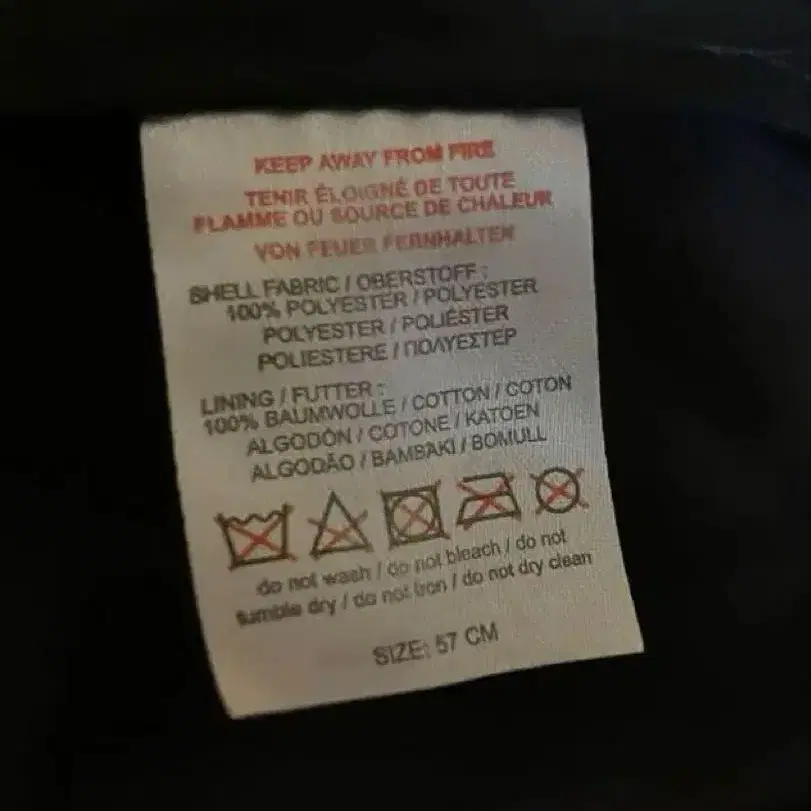 KEEP AWAY FROM FIRE
TENIR ÉLOIGNÉ DE TOUTE
FLAMME OU SOURCE DE CHALEUR
VON FEUER FERNHALTEN
SHELL FABRIC / OBERSTOFF :
100% POLYESTER / POLYESTER
POLYESTER / POLIÉSTER
POLIESTERE / ΠΟΛΥΕΣΤΕΡ
LINING / FUTTER :
100% BAUMWOLLE / COTTON / COTON
ALGODÓN / COTONE / KATOEN
ALGODÃO / BAMBAKI / BOMULL
do not wash / do not bleach / do not
tumble dry / do not iron / do not dry clean
SIZE: 57 CM